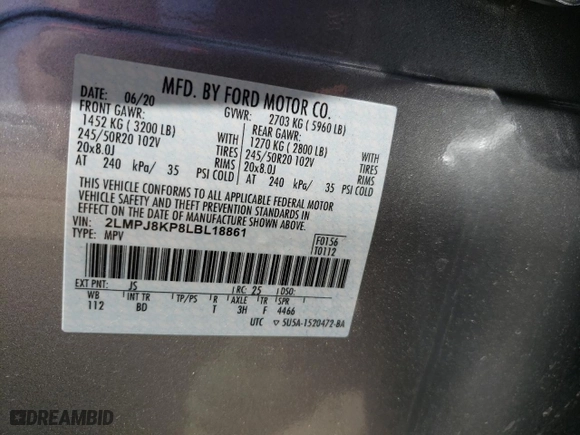 MFD. BY FORD MOTOR CO.
DATE: 06/20 GVWR: 2703 KG ( 5960 LB)
FRONT GAWR: REAR GAWR:
1452 KG ( 3200 LB) WITH 1270 KG ( 2800 LB) WITH
245/50R20 102V TIRES 245/50R20 102V TIRES
20x8.0J RIMS 20x8.0J RIMS
AT 240 kPa/ 35 PSI COLD AT 240 kPa/ 35 PSI COLD
THIS VEHICLE CONFORMS TO ALL APPLICABLE FEDERAL MOTOR
VEHICLE SAFETY AND THEFT PREVENTION STANDARDS IN
EFFECT ON THE DATE OF MANUFACTURE SHOWN ABOVE.
VIN: 2LMPJ8KP8LBL18861 F0156
TYPE: MPV T0112
EXT PNT: JS RC: 25 DSO:
WB INT TR TP/PS R AXLE TR SPR
112 8D T 3H F 4466
UTC ▽ 5U5A-1520472-BA
DREAMBID